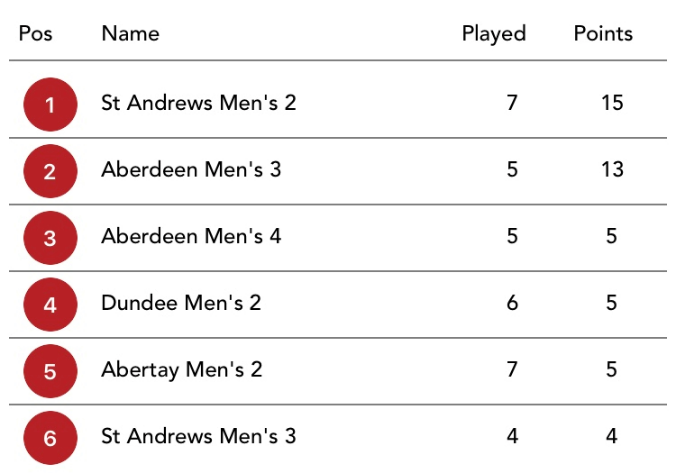 Pos Name Played Points
1 St Andrews Men's 2 7 15
2 Aberdeen Men's 3 5 13
3 Aberdeen Men's 4 5 5
4 Dundee Men's 2 6 5
5 Abertay Men's 2 7 5
6 St Andrews Men's 3 4 4